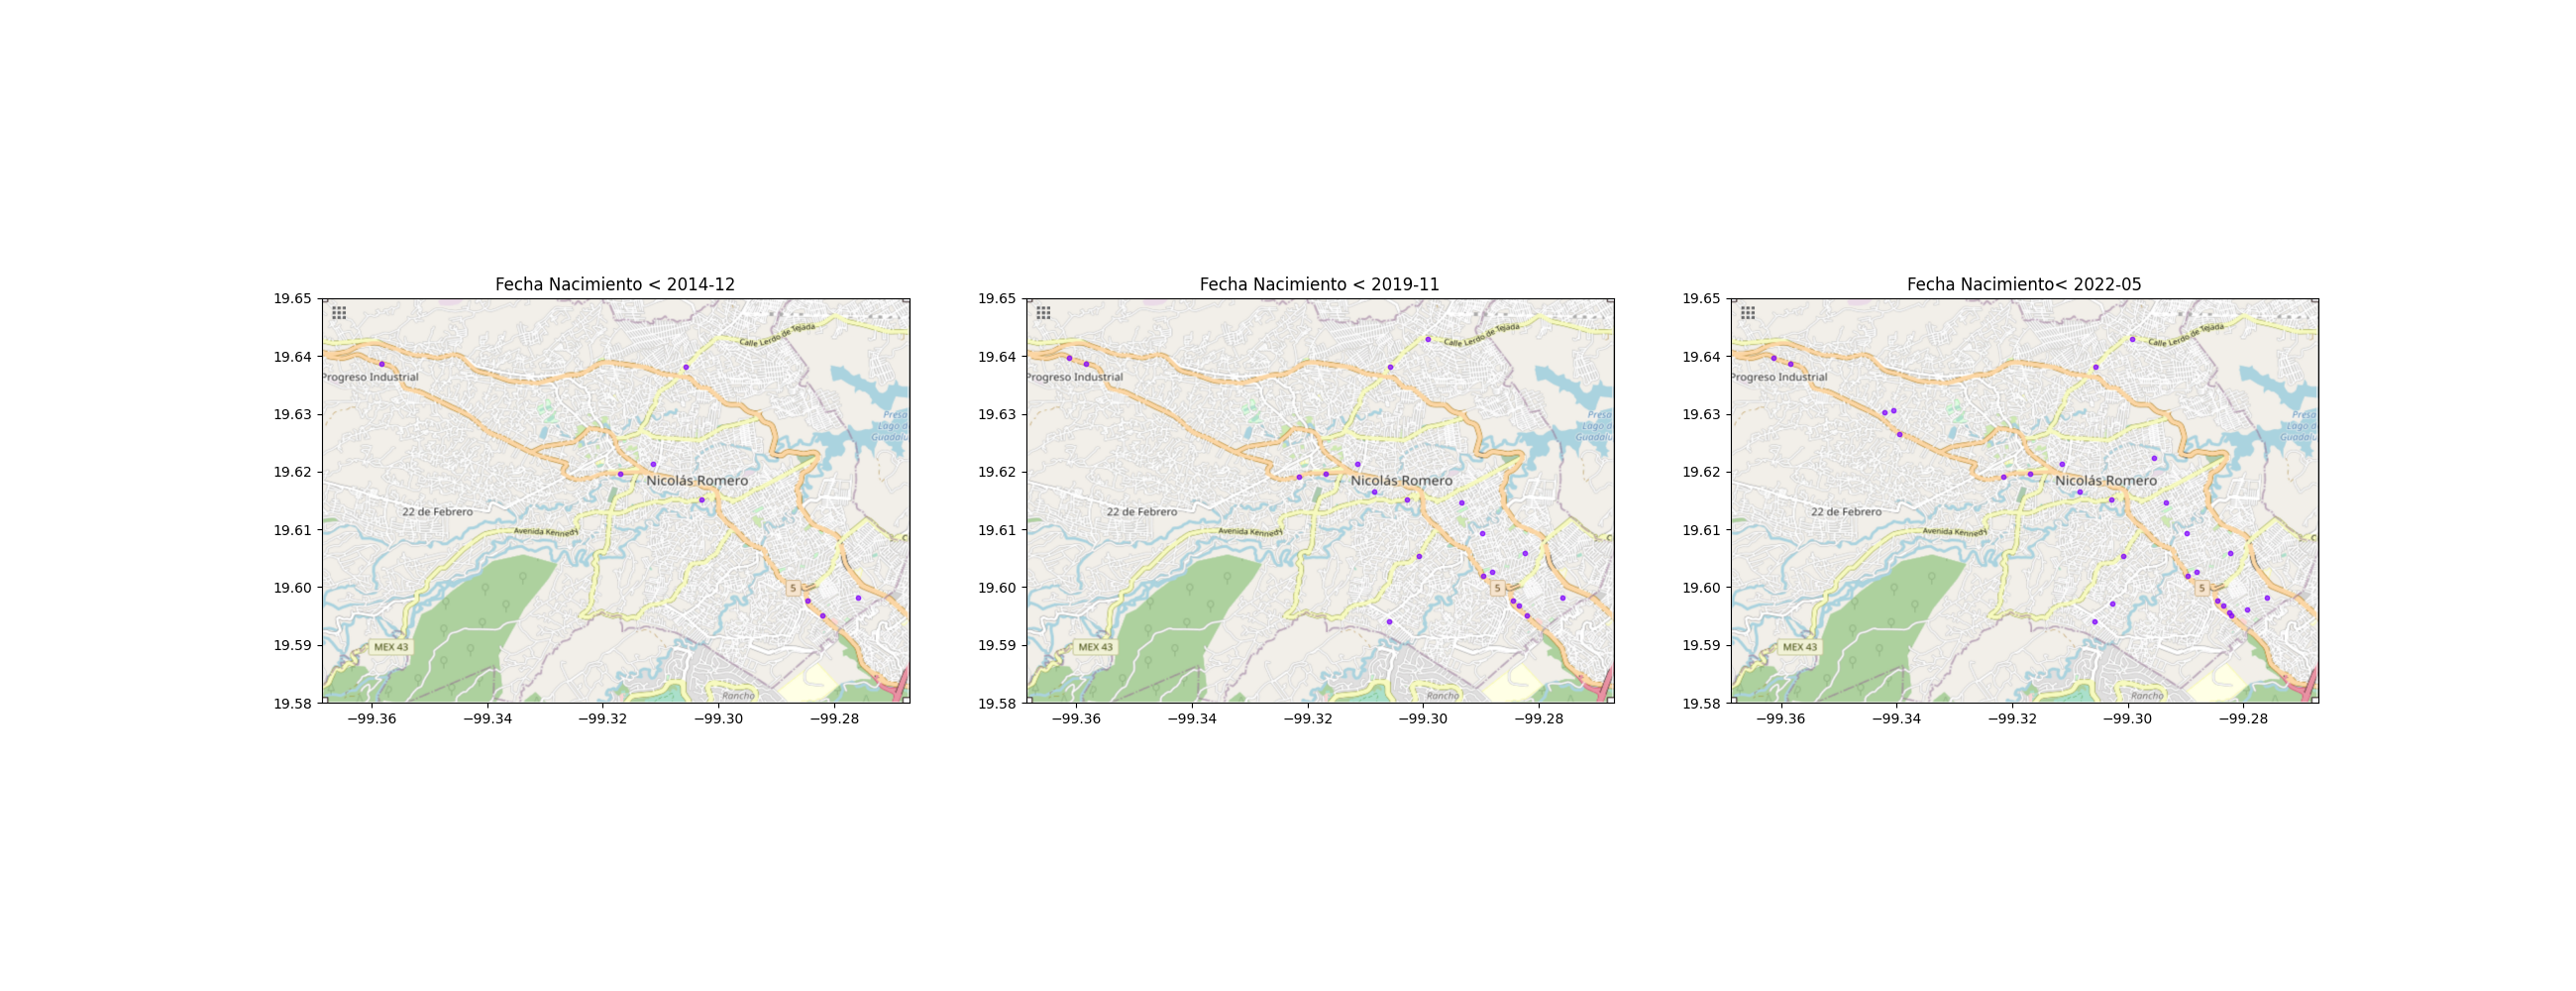 Fecha Nacimiento < 2014-12
19.65
19.64
19.63
19.62
19.61
19.60
19.59
19.58
−99.36
−99.34
−99.32
−99.30
−99.28
Calle Lerdo de Tejada
Progreso Industrial
Presa
Lago d
Guadalu
Nicolás Romero
22 de Febrero
Avenida Kennedy
5
MEX 43
Rancho
Fecha Nacimiento < 2019-11
19.65
19.64
19.63
19.62
19.61
19.60
19.59
19.58
−99.36
−99.34
−99.32
−99.30
−99.28
Calle Lerdo de Tejada
Progreso Industrial
Presa
Lago d
Guadalu
Nicolás Romero
22 de Febrero
Avenida Kennedy
5
MEX 43
Rancho
Fecha Nacimiento< 2022-05
19.65
19.64
19.63
19.62
19.61
19.60
19.59
19.58
−99.36
−99.34
−99.32
−99.30
−99.28
Calle Lerdo de Tejada
Progreso Industrial
Presa
Lago d
Guadalu
Nicolás Romero
22 de Febrero
Avenida Kennedy
5
MEX 43
Rancho